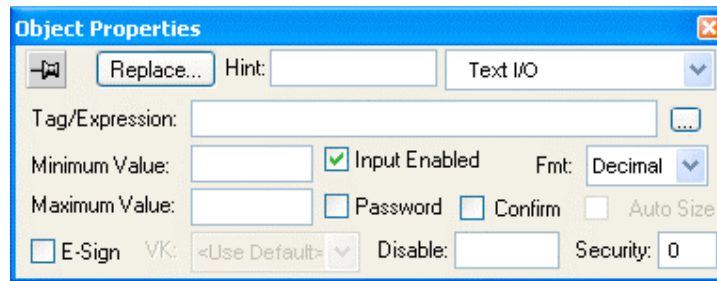 Object Properties
Replace... Hint: Text I/O
Tag/Expression: ...
Minimum Value: Input Enabled Fmt: Decimal
Maximum Value: Password Confirm Auto Size
E-Sign VK: <Use Default> Disable: Security: 0